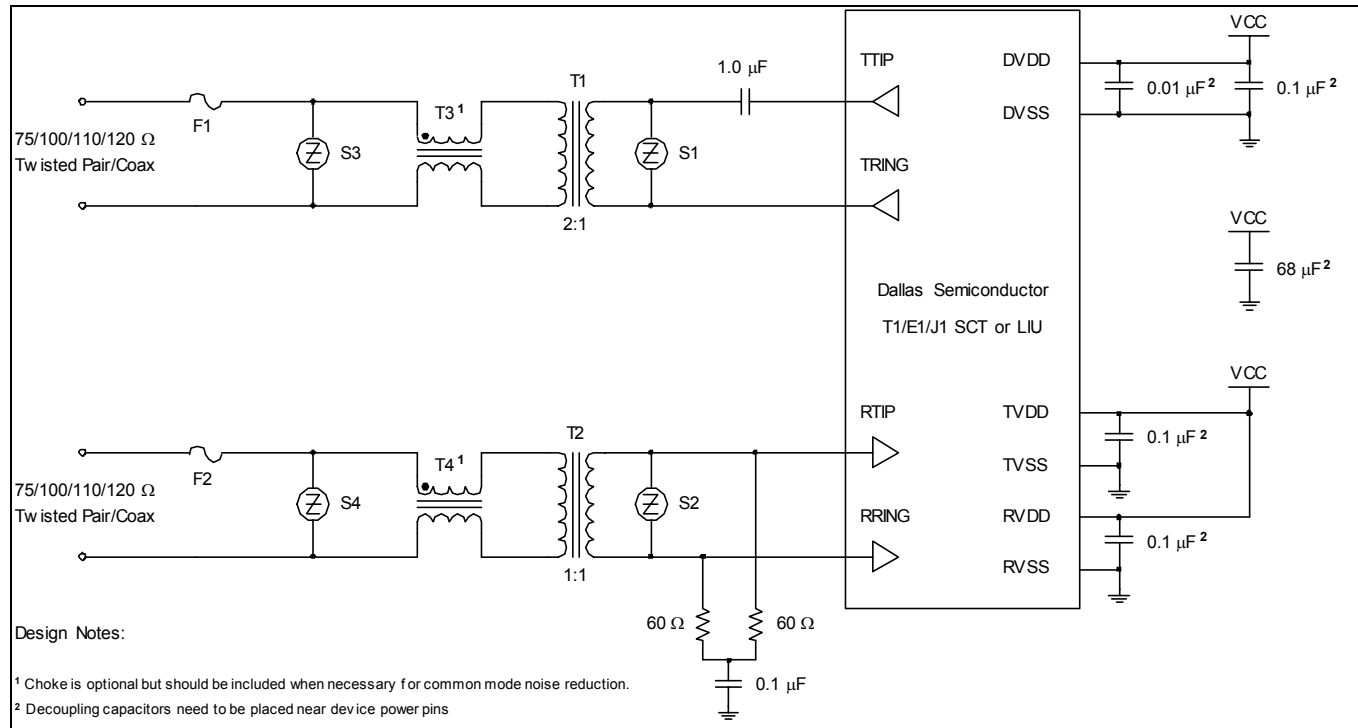 VCC
TTIP
DVDD
1.0 µF
T1
T3 ¹
0.01 µF ²
0.1 µF ²
F1
75/100/110/120 Ω
Twisted Pair/Coax
S3
S1
DVSS
TRING
2:1
VCC
68 µF ²
Dallas Semiconductor
T1/E1/J1 SCT or LIU
VCC
RTIP
TVDD
T2
T4 ¹
0.1 µF ²
F2
TVSS
75/100/110/120 Ω
Twisted Pair/Coax
S4
S2
RRING
RVDD
0.1 µF ²
RVSS
1:1
60 Ω
60 Ω
Design Notes:
0.1 µF
¹ Choke is optional but should be included when necessary for common mode noise reduction.
² Decoupling capacitors need to be placed near device power pins